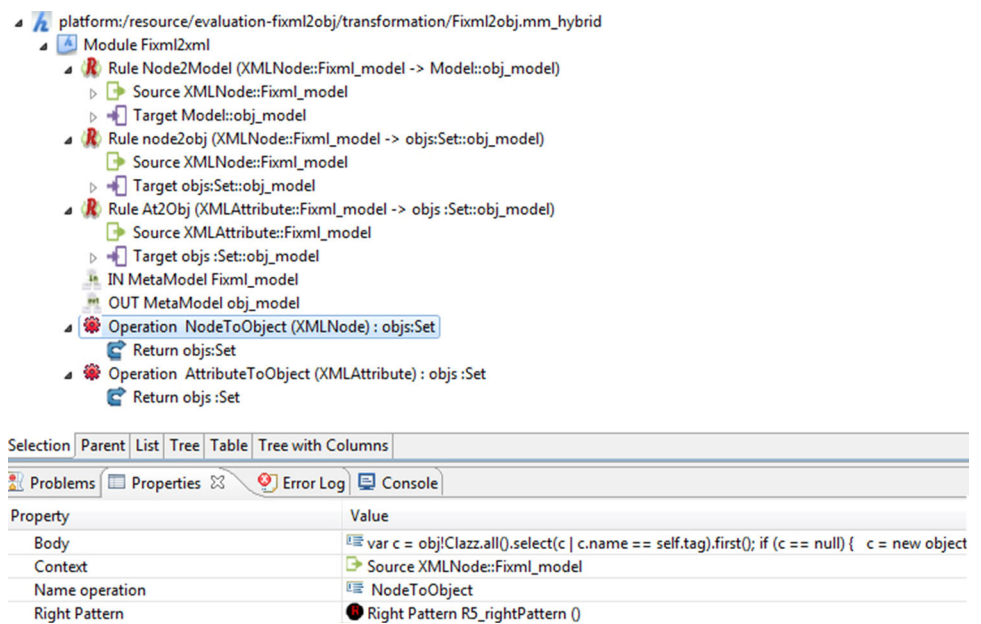 platform:/resource/evaluation-fixml2obj/transformation/Fixml2obj.mm_hybrid
Module Fixml2xml
Rule Node2Model (XMLNode::Fixml_model -> Model::obj_model)
Source XMLNode::Fixml_model
Target Model::obj_model
Rule node2obj (XMLNode::Fixml_model -> objs:Set::obj_model)
Source XMLNode::Fixml_model
Target objs:Set::obj_model
Rule At2Obj (XMLAttribute::Fixml_model -> objs :Set::obj_model)
Source XMLAttribute::Fixml_model
Target objs :Set::obj_model
IN MetaModel Fixml_model
OUT MetaModel obj_model
Operation NodeToObject (XMLNode) : objs:Set
Return objs:Set
Operation AttributeToObject (XMLAttribute) : objs :Set
Return objs :Set
Selection Parent List Tree Table Tree with Columns
Problems Properties Error Log Console
Property Value
Body var c = obj!Clazz.all().select(c | c.name == self.tag).first(); if (c == null) { c = new object
Context Source XMLNode::Fixml_model
Name operation NodeToObject
Right Pattern Right Pattern R5_rightPattern ()